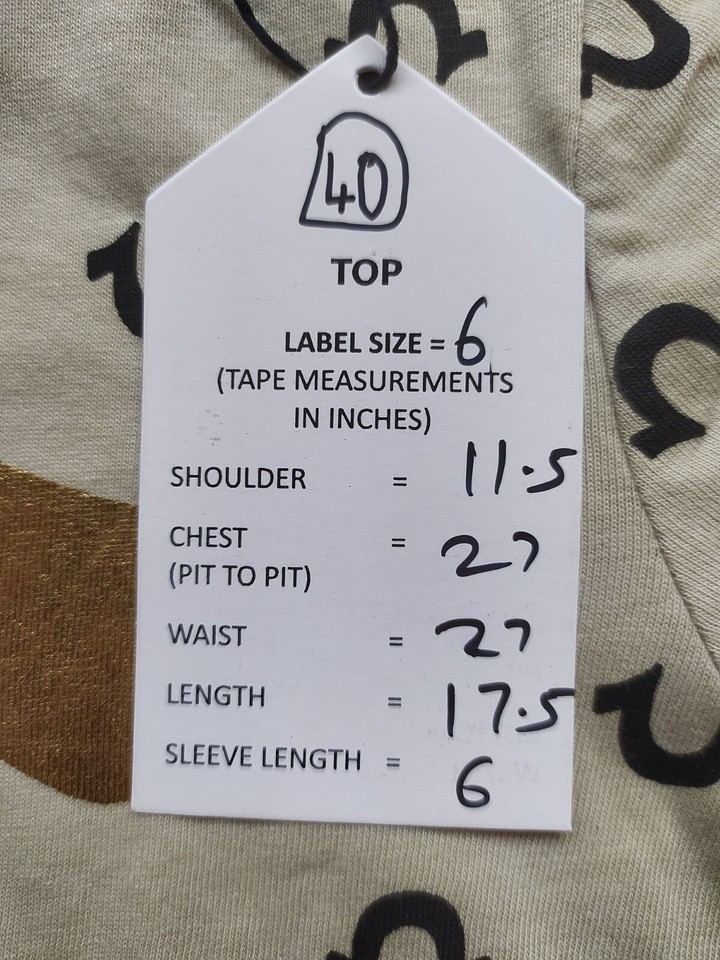 40
TOP
LABEL SIZE = 6
(TAPE MEASUREMENTS
IN INCHES)
SHOULDER = 11.5
CHEST = 27
(PIT TO PIT)
WAIST = 27
LENGTH = 17.5
SLEEVE LENGTH = 6